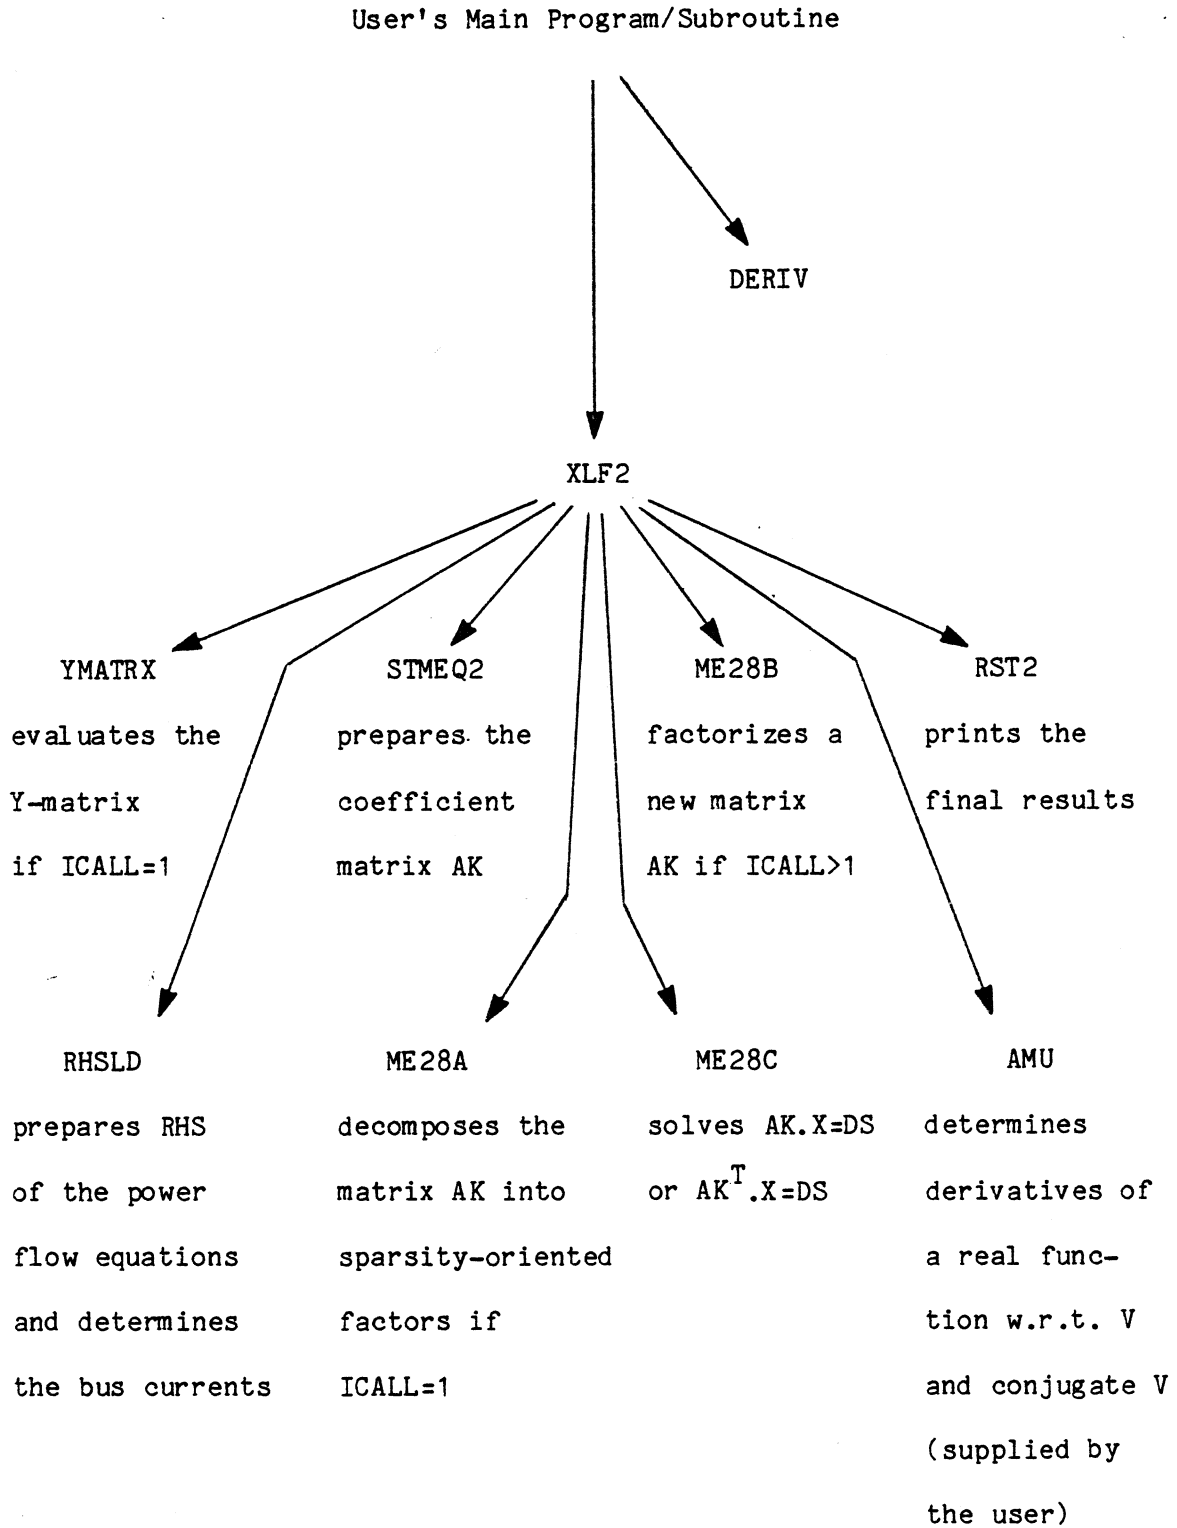 User's Main Program/Subroutine
DERIV
XLF2
YMATRX
evaluates the
Y-matrix
if ICALL=1
STMEQ2
prepares the
coefficient
matrix AK
ME28B
factorizes a
new matrix
AK if ICALL>1
RST2
prints the
final results
RHSLD
prepares RHS
of the power
flow equations
and determines
the bus currents
ME28A
decomposes the
matrix AK into
sparsity-oriented
factors if
ICALL=1
ME28C
solves AK.X=DS
or AK^T.X=DS
AMU
determines
derivatives of
a real func-
tion w.r.t. V
and conjugate V
(supplied by
the user)